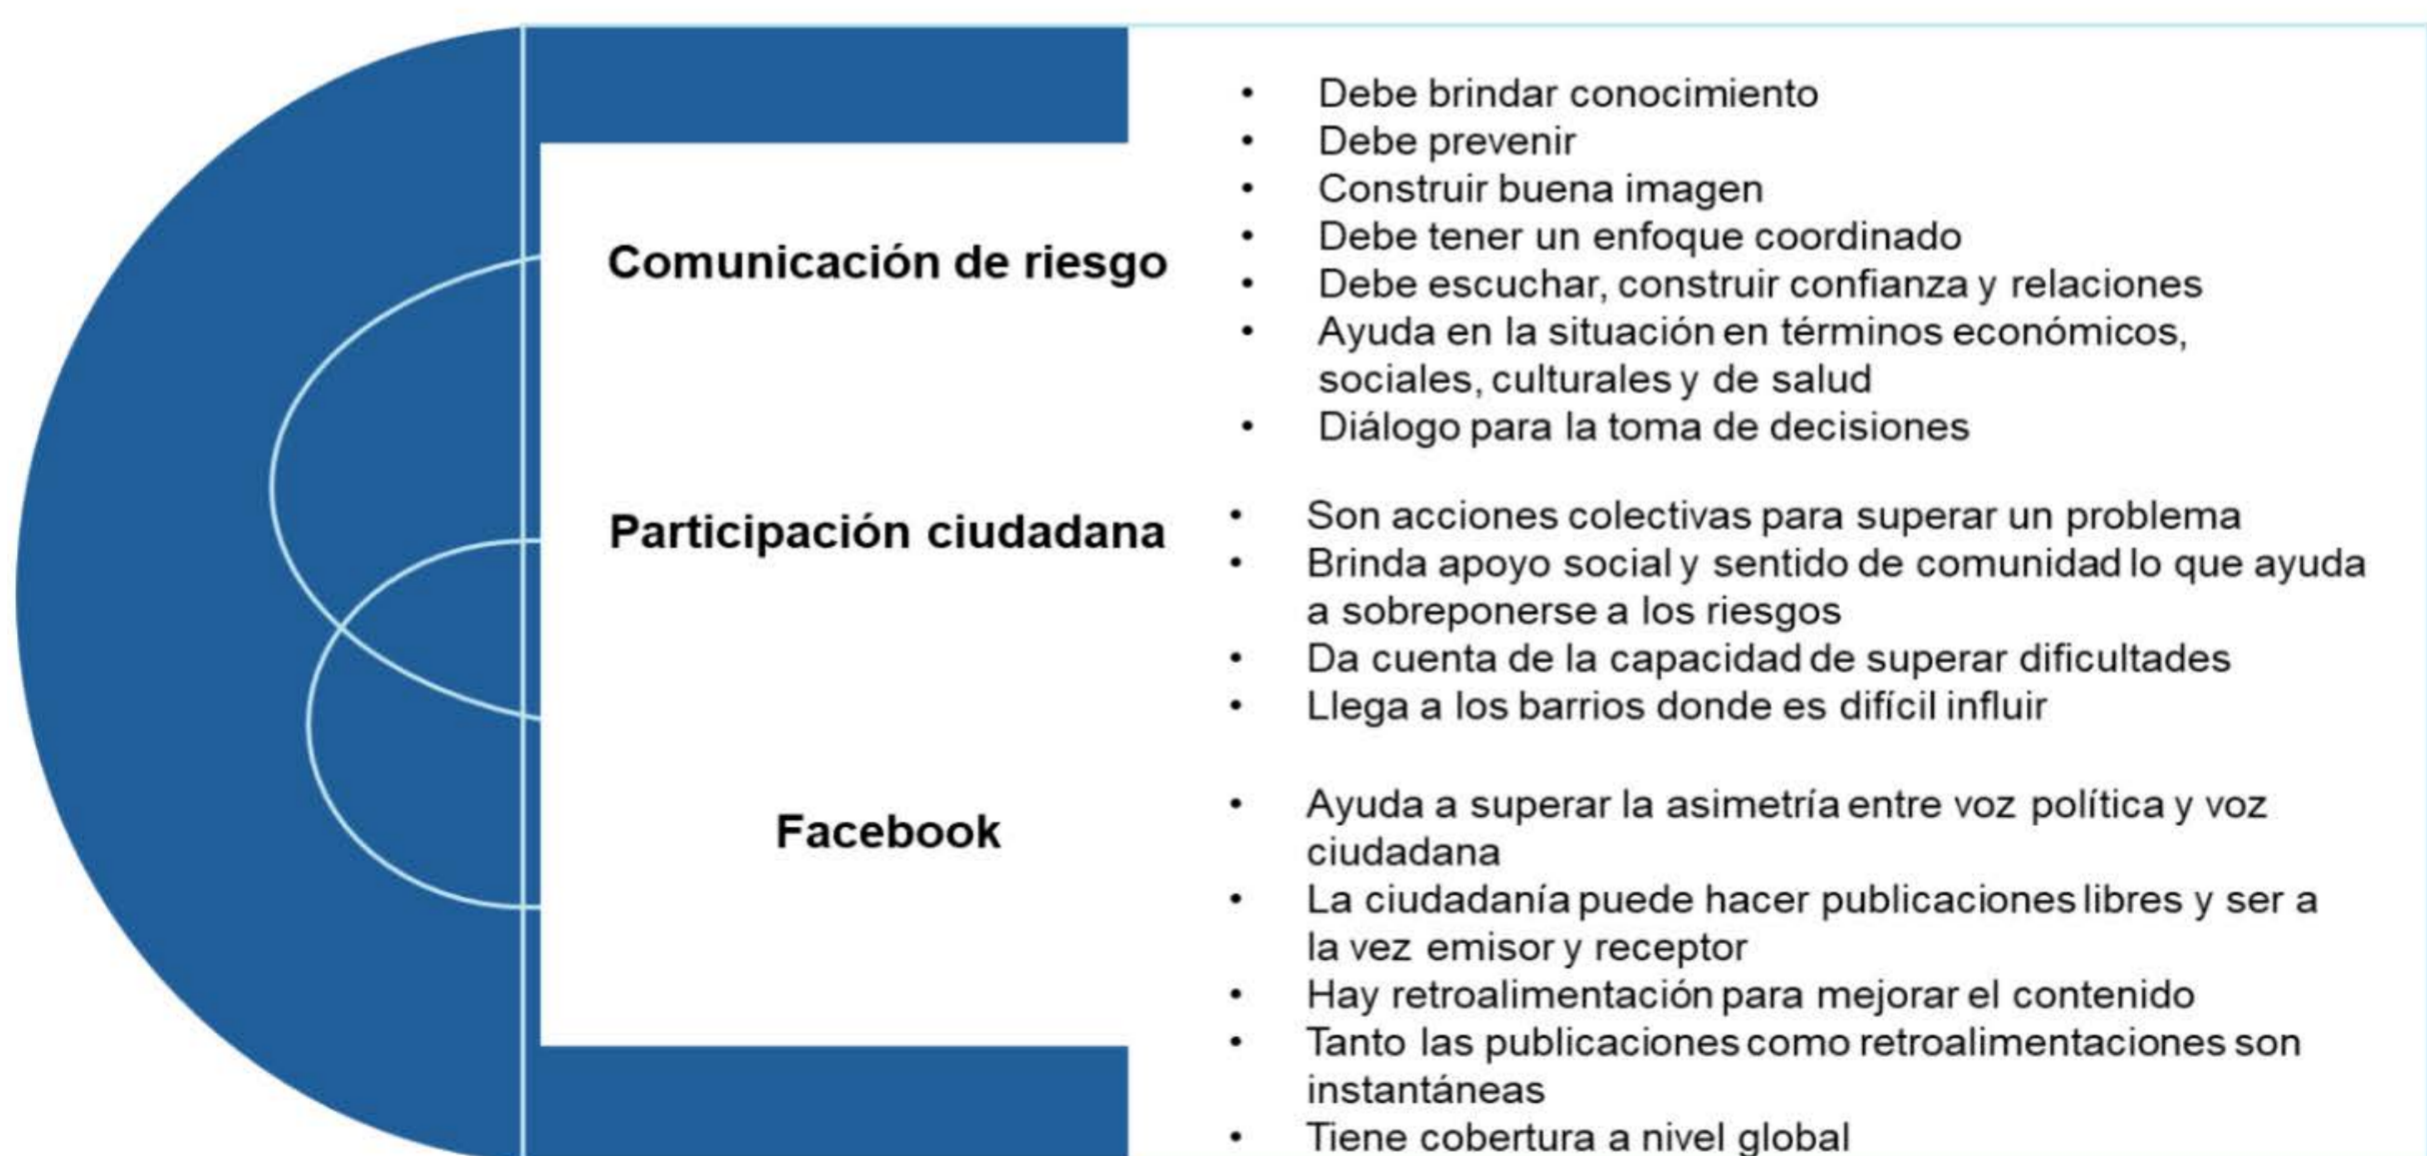 Comunicación de riesgo
• Debe brindar conocimiento
• Debe prevenir
• Construir buena imagen
• Debe tener un enfoque coordinado
• Debe escuchar, construir confianza y relaciones
• Ayuda en la situación en términos económicos,
sociales, culturales y de salud
• Diálogo para la toma de decisiones
Participación ciudadana
• Son acciones colectivas para superar un problema
• Brinda apoyo social y sentido de comunidad lo que ayuda
a sobreponerse a los riesgos
• Da cuenta de la capacidad de superar dificultades
• Llega a los barrios donde es difícil influir
Facebook
• Ayuda a superar la asimetría entre voz política y voz
ciudadana
• La ciudadanía puede hacer publicaciones libres y ser a
la vez emisor y receptor
• Hay retroalimentación para mejorar el contenido
• Tanto las publicaciones como retroalimentaciones son
instantáneas
• Tiene cobertura a nivel global